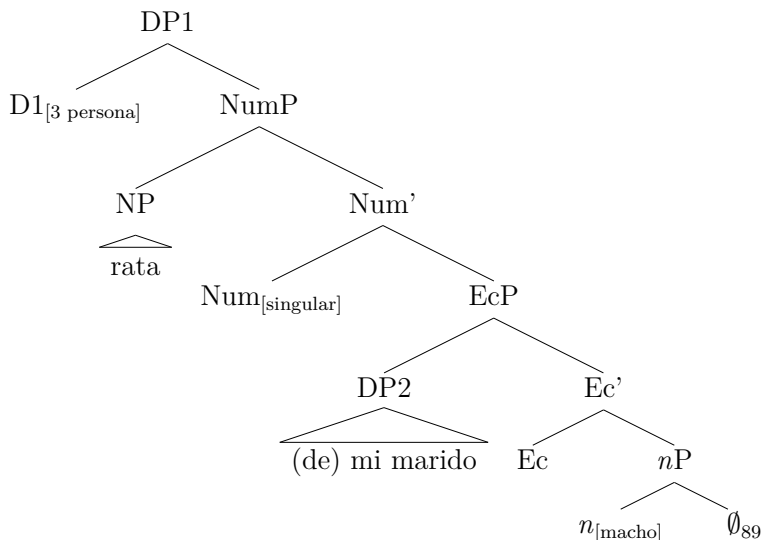 DP1
D1[3 persona] NumP
NP Num'
rata
Num[singular] EcP
DP2 Ec'
(de) mi marido Ec nP
n[macho] ∅89